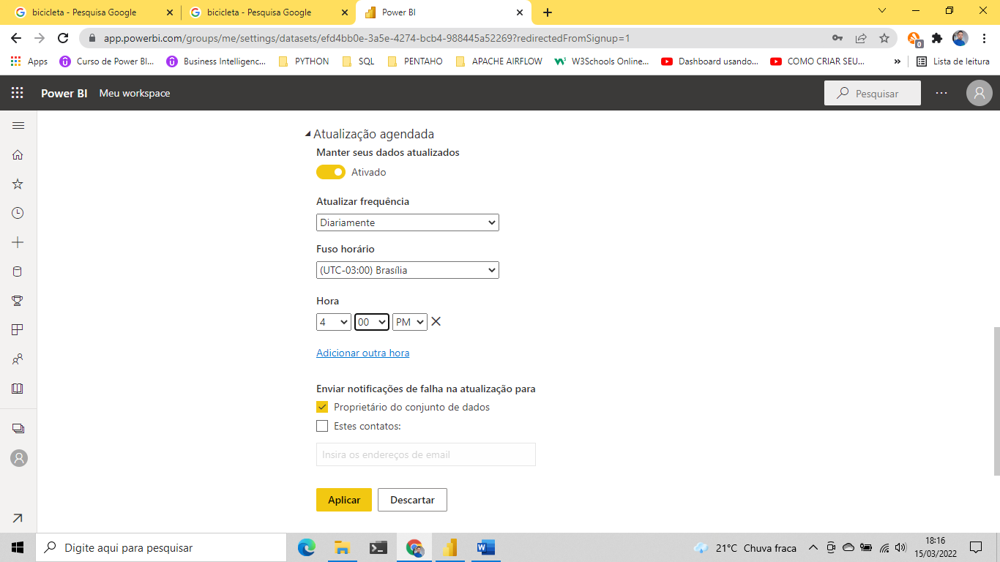 bicicleta - Pesquisa Google
bicicleta - Pesquisa Google
Power BI
app.powerbi.com/groups/me/settings/datasets/efd4bb0e-3a5e-4274-bcb4-988445a52269?redirectedFromSignup=1
0
Apps
Curso de Power BI...
Business Intelligenc...
PYTHON
SQL
PENTAHO
APACHE AIRFLOW
W3Schools Online...
Dashboard usando...
COMO CRIAR SEU...
»
Lista de leitura
Power BI
Meu workspace
Pesquisar
Atualização agendada
Manter seus dados atualizados
Ativado
Atualizar frequência
Diariamente
Fuso horário
(UTC-03:00) Brasília
Hora
4 00 PM
Adicionar outra hora
Enviar notificações de falha na atualização para
Proprietário do conjunto de dados
Estes contatos:
Insira os endereços de email
Aplicar
Descartar
Digite aqui para pesquisar
21°C Chuva fraca
18:16
15/03/2022